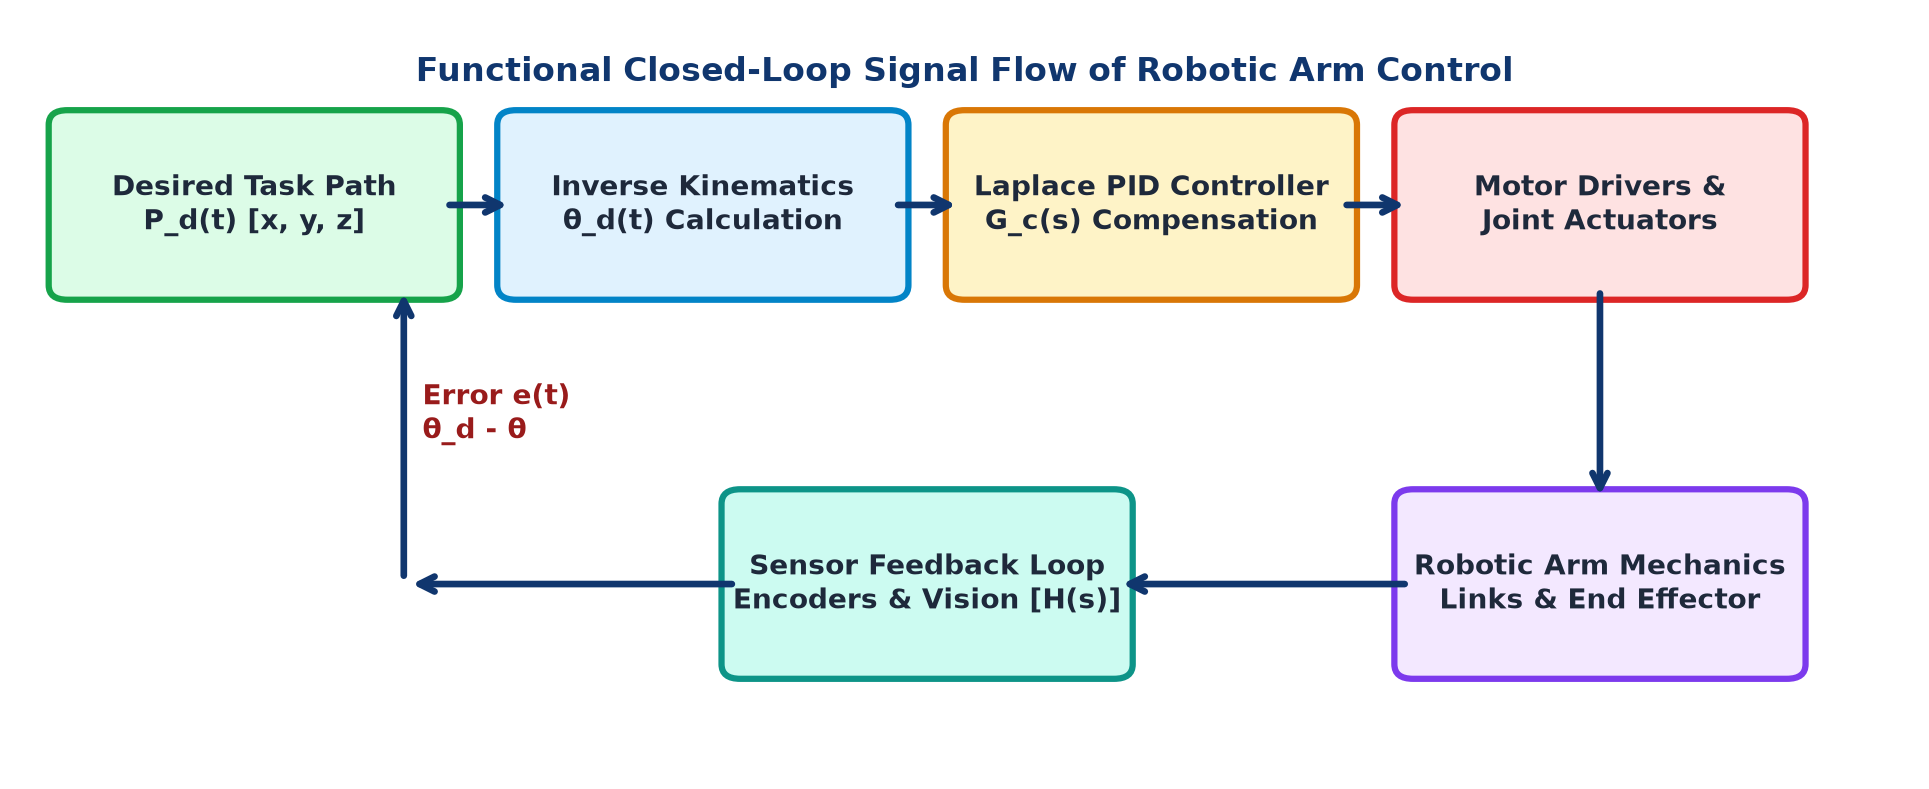 Functional Closed-Loop Signal Flow of Robotic Arm Control
Desired Task Path
P_d(t) [x, y, z]
Inverse Kinematics
θ_d(t) Calculation
Laplace PID Controller
G_c(s) Compensation
Motor Drivers &
Joint Actuators
Error e(t)
θ_d - θ
Sensor Feedback Loop
Encoders & Vision [H(s)]
Robotic Arm Mechanics
Links & End Effector